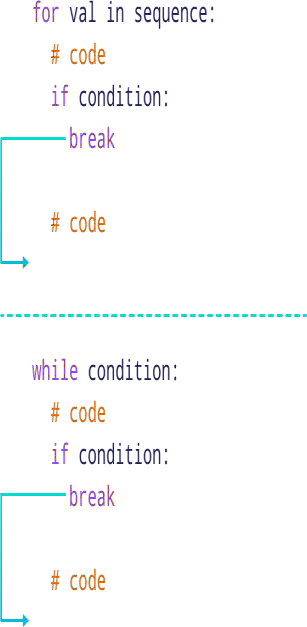 for val in sequence:
# code
if condition:
break
# code
while condition:
# code
if condition:
break
# code